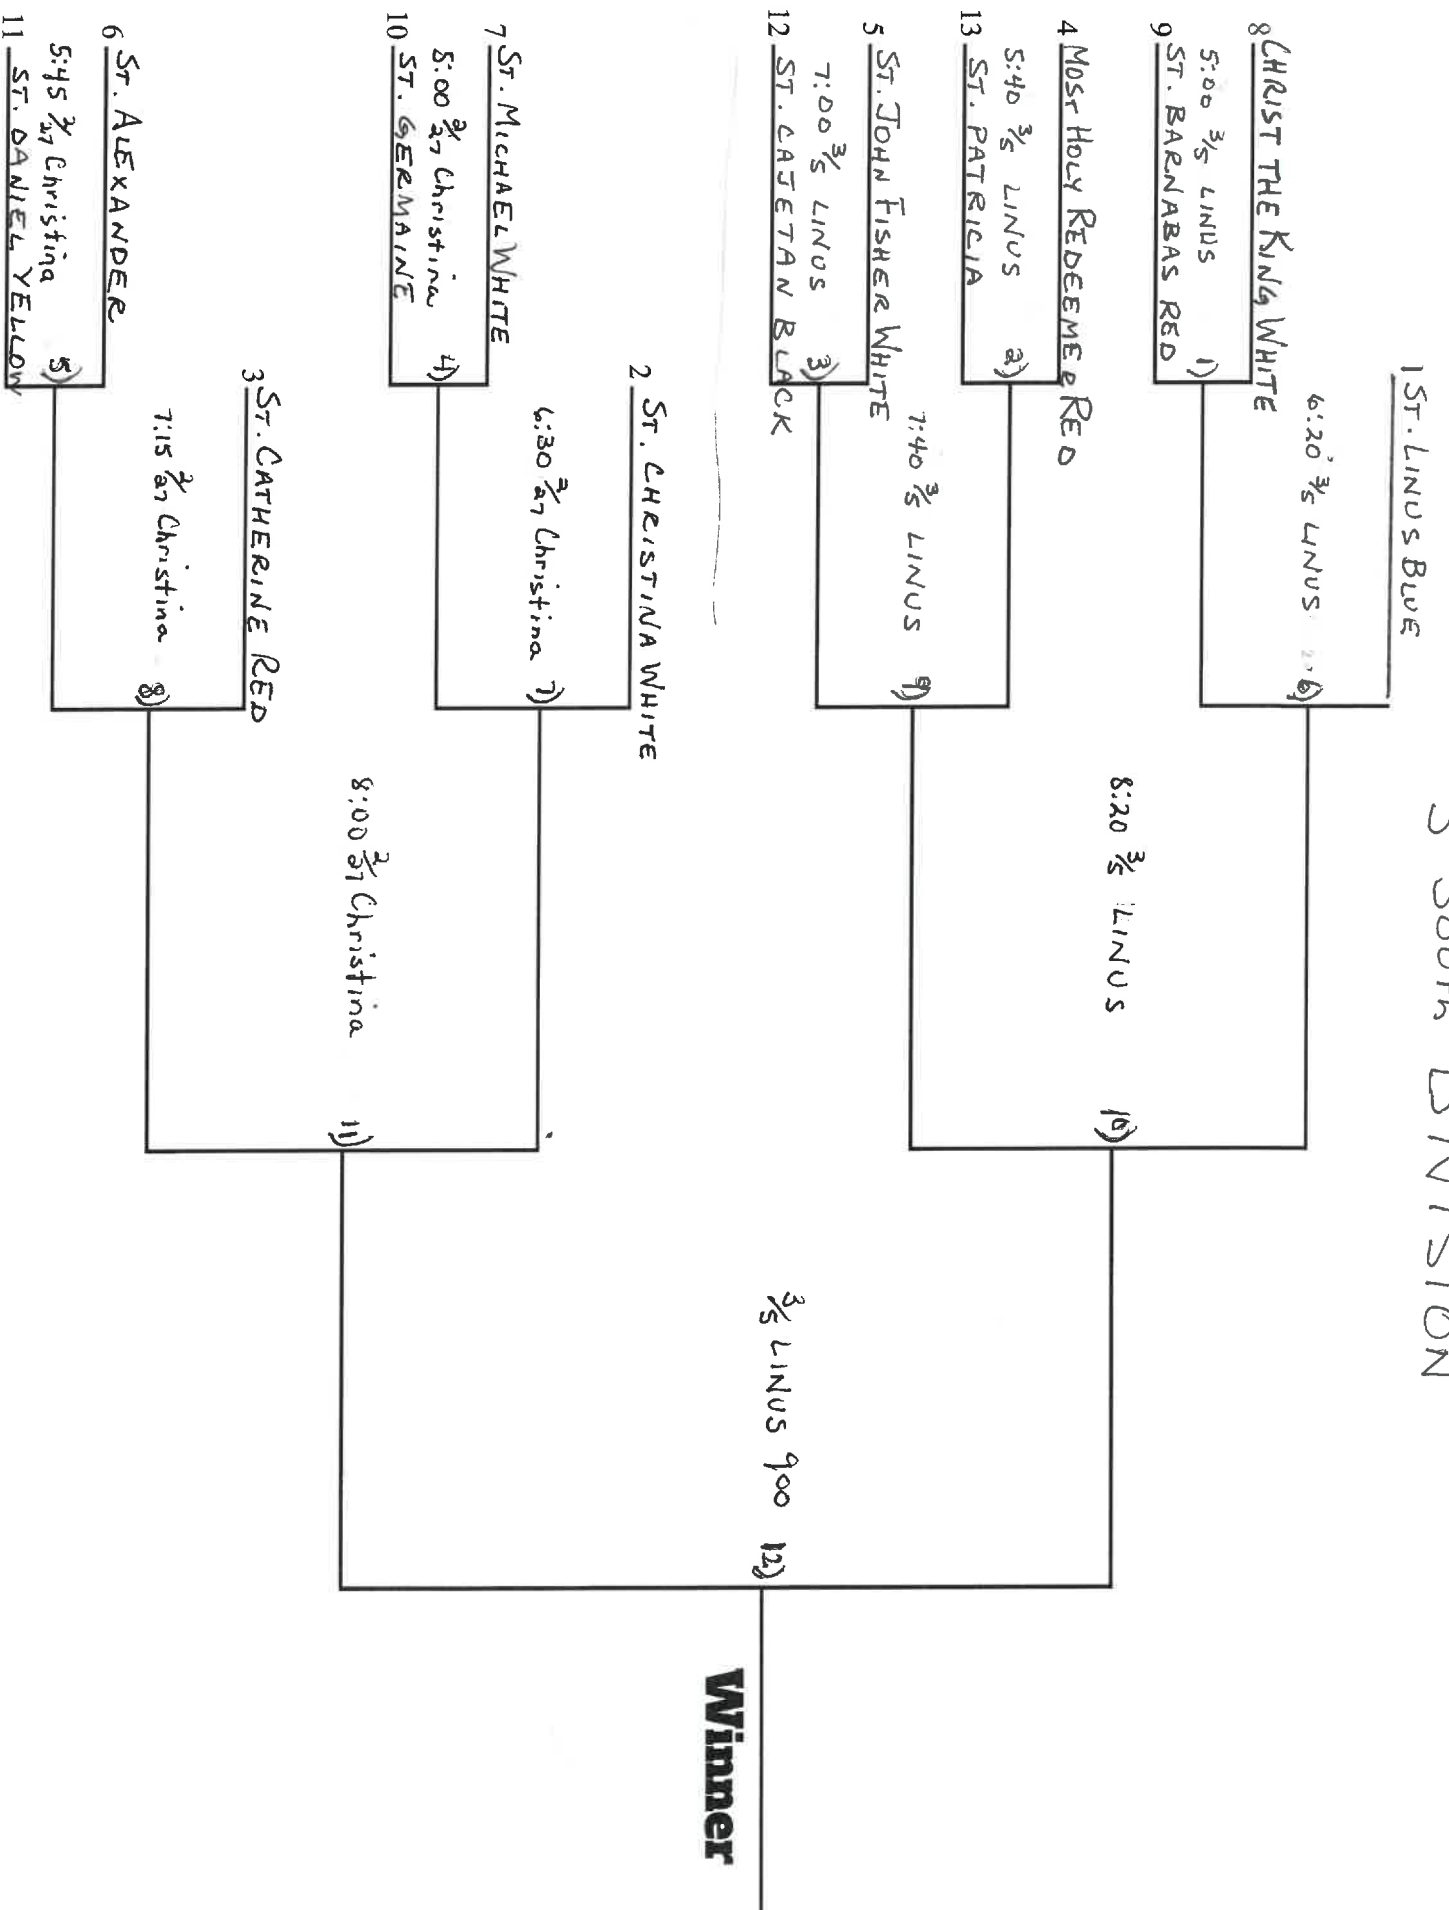 SOUTH DIVISION
1 ST. LINUS BLUE
6:20 3/5 LINUS 6)
8 CHRIST THE KING WHITE
5:00 3/5 LINUS 1)
9 ST. BARNABAS RED
8:20 3/5 LINUS 10)
4 MOST HOLY REDEEMER RED
5:40 3/5 LINUS 2)
13 ST. PATRICIA
7:40 3/5 LINUS 9)
5 ST. JOHN FISHER WHITE
7:00 3/5 LINUS 3)
12 ST. CAJETAN BLACK
3/5 LINUS 900 12)
Winner
2 ST. CHRISTINA WHITE
6:30 2/27 Christina 7)
7 ST. MICHAEL WHITE
5:00 2/27 Christina 4)
10 ST. GERMAINE
8:00 2/27 Christina 11)
3 ST. CATHERINE RED
7:15 2/27 Christina 8)
6 ST. ALEXANDER
5:45 2/27 Christina 5)
11 ST. DANIEL YELLOW